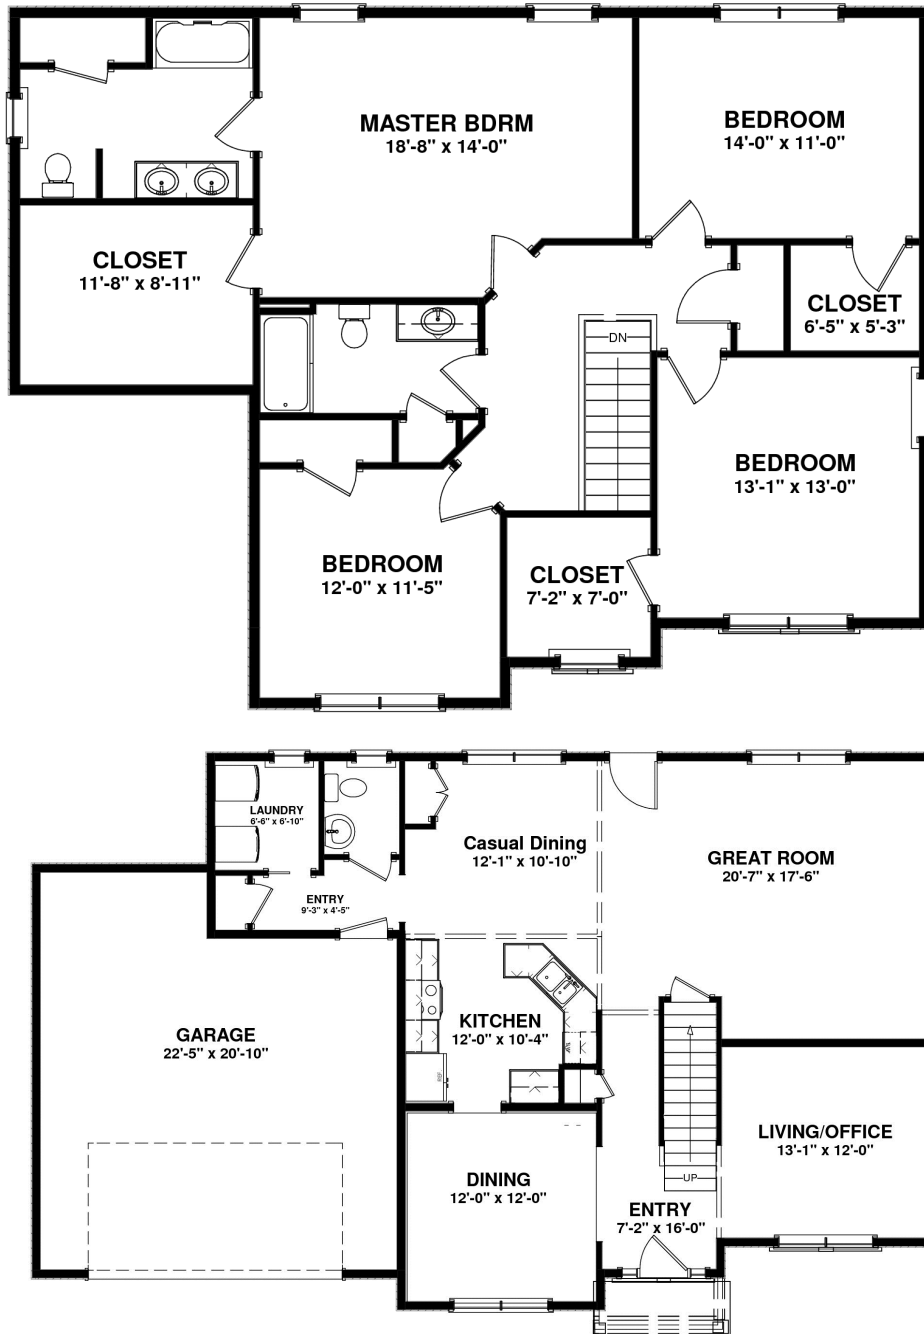 MASTER BDRM
18'-8" x 14'-0"
BEDROOM
14'-0" x 11'-0"
CLOSET
11'-8" x 8'-11"
CLOSET
6'-5" x 5'-3"
DN
BEDROOM
13'-1" x 13'-0"
BEDROOM
12'-0" x 11'-5"
CLOSET
7'-2" x 7'-0"
LAUNDRY
6'-6" x 6'-10"
Casual Dining
12'-1" x 10'-10"
GREAT ROOM
20'-7" x 17'-6"
ENTRY
9'-3" x 4'-5"
KITCHEN
12'-0" x 10'-4"
GARAGE
22'-5" x 20'-10"
LIVING/OFFICE
13'-1" x 12'-0"
DINING
12'-0" x 12'-0"
UP
ENTRY
7'-2" x 16'-0"